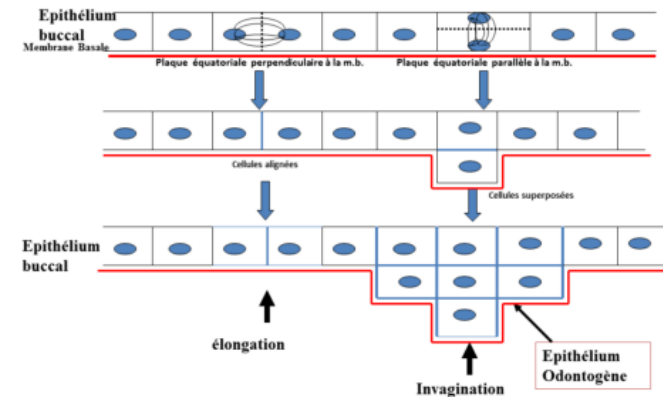 Epithélium
buccal
Membrane Basale
Plaque équatoriale perpendiculaire à la m.b.
Plaque équatoriale parallèle à la m.b.
Cellules alignées
Cellules superposées
Epithélium
buccal
élongation
Invagination
Epithélium
Odontogène